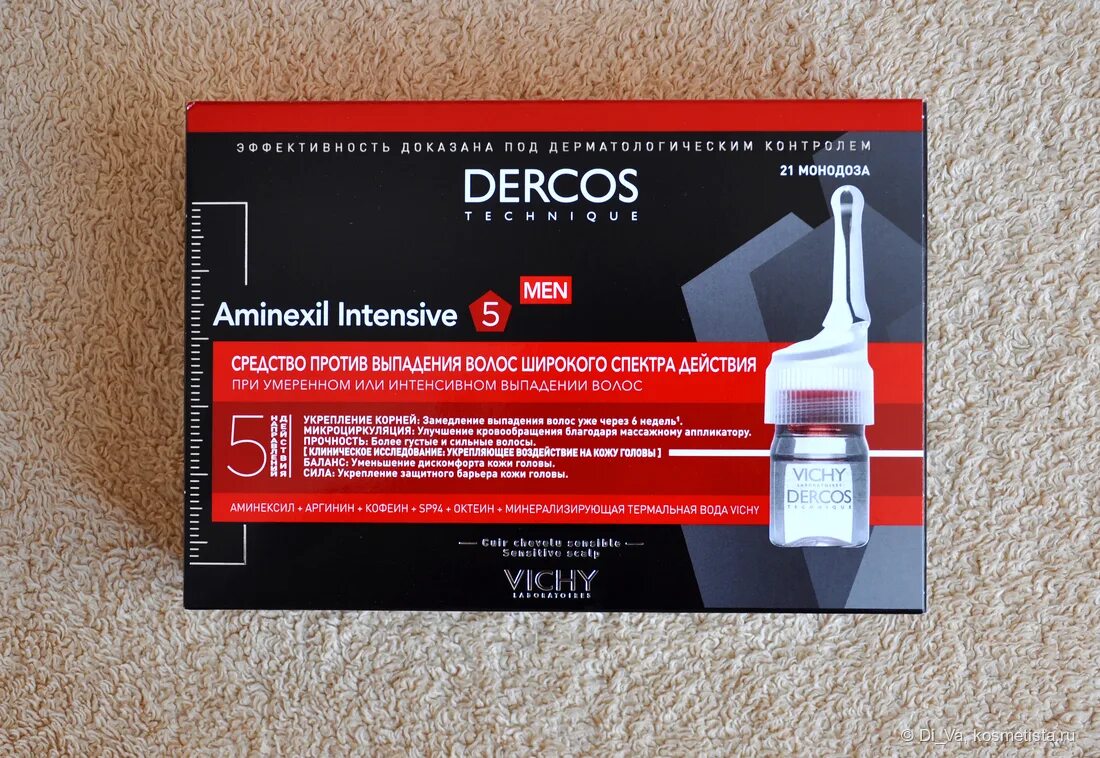 ЭФФЕКТИВНОСТЬ ДОКАЗАНА ПОД ДЕРМАТОЛОГИЧЕСКИМ КОНТРОЛЕМ
21 МОНОДОЗА
DERCOS
TECHNIQUE
MEN
Aminexil Intensive 5
СРЕДСТВО ПРОТИВ ВЫПАДЕНИЯ ВОЛОС ШИРОКОГО СПЕКТРА ДЕЙСТВИЯ
ПРИ УМЕРЕННОМ ИЛИ ИНТЕНСИВНОМ ВЫПАДЕНИИ ВОЛОС
5 НАПРАВЛЕНИЙ ДЕЙСТВИЯ
УКРЕПЛЕНИЕ КОРНЕЙ: Замедление выпадения волос уже через 6 недель¹.
МИКРОЦИРКУЛЯЦИЯ: Улучшение кровообращения благодаря массажному аппликатору.
ПРОЧНОСТЬ: Более густые и сильные волосы.
[КЛИНИЧЕСКОЕ ИССЛЕДОВАНИЕ: УКРЕПЛЯЮЩЕЕ ВОЗДЕЙСТВИЕ НА КОЖУ ГОЛОВЫ]
БАЛАНС: Уменьшение дискомфорта кожи головы.
СИЛА: Укрепление защитного барьера кожи головы.
АМИНЕКСИЛ + АРГИНИН + КОФЕИН + SP94 + ОКТЕИН + МИНЕРАЛИЗИРУЮЩАЯ ТЕРМАЛЬНАЯ ВОДА VICHY
VICHY
LABORATOIRES
DERCOS
TECHNIQUE
Cuir chevelu sensible
Sensitive scalp
VICHY
LABORATOIRES
© Di_Va, kosmetista.ru